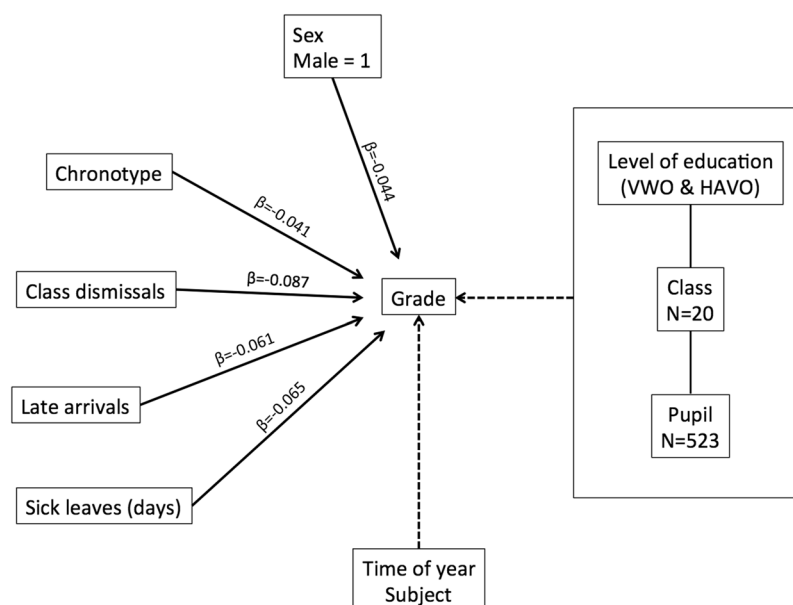 Sex
Male = 1
β=-0.044
Chronotype
β=-0.041
Class dismissals
β=-0.087
Late arrivals
β=-0.061
Sick leaves (days)
β=-0.065
Grade
Time of year
Subject
Level of education
(VWO & HAVO)
Class
N=20
Pupil
N=523